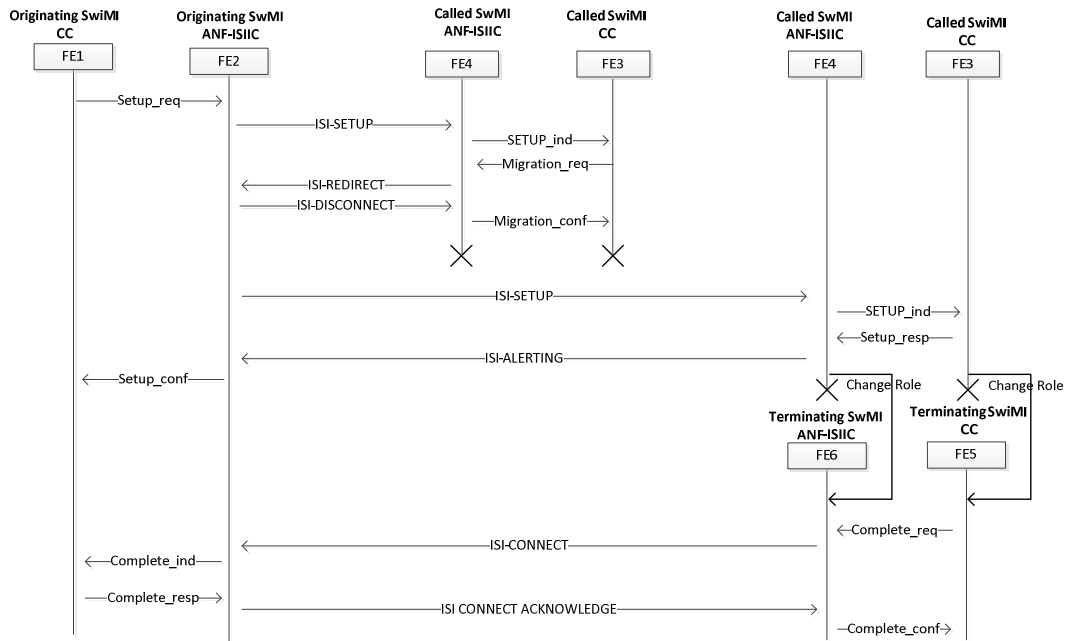 Originating SwiMI
CC
Originating SwMI
ANF-ISIIC
Called SwMI
ANF-ISIIC
Called SwiMI
CC
Called SwMI
ANF-ISIIC
Called SwiMI
CC
FE1
FE2
FE4
FE3
FE4
FE3
Setup_req
ISI-SETUP
SETUP_ind
Migration_req
ISI-REDIRECT
ISI-DISCONNECT
Migration_conf
ISI-SETUP
SETUP_ind
Setup_resp
ISI-ALERTING
Setup_conf
Change Role
Change Role
Terminating SwMI
ANF-ISIIC
Terminating SwiMI
CC
FE6
FE5
Complete_req
ISI-CONNECT
Complete_ind
Complete_resp
ISI CONNECT ACKNOWLEDGE
Complete_conf